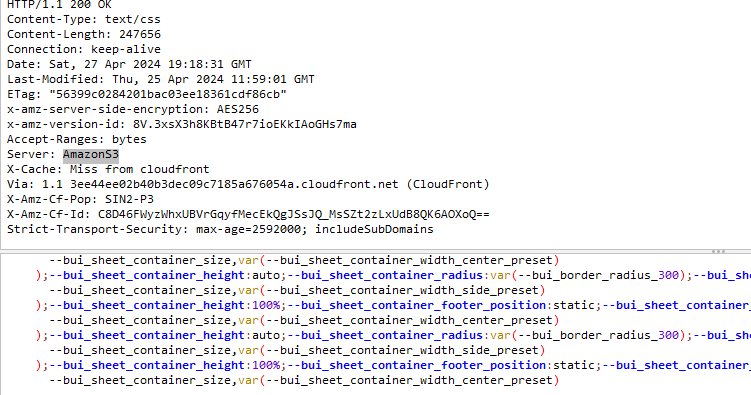 HTTP/1.1 200 OK
Content-Type: text/css
Content-Length: 247656
Connection: keep-alive
Date: Sat, 27 Apr 2024 19:18:31 GMT
Last-Modified: Thu, 25 Apr 2024 11:59:01 GMT
ETag: "56399c0284201bac03ee18361cdf86cb"
x-amz-server-side-encryption: AES256
x-amz-version-id: 8V.3xsX3h8KBtB47r7ioEKkIAoGHs7ma
Accept-Ranges: bytes
Server: AmazonS3
X-Cache: Miss from cloudfront
Via: 1.1 3ee44ee02b40b3dec09c7185a676054a.cloudfront.net (CloudFront)
X-Amz-Cf-Pop: SIN2-P3
X-Amz-Cf-Id: C8D46FWyzWhxUBVrGqyfMecEkQgJSsJQ_MsSZt2zLxUdB8QK6AOXoQ==
Strict-Transport-Security: max-age=2592000; includeSubDomains
--bui_sheet_container_size,var(--bui_sheet_container_width_center_preset)
);--bui_sheet_container_height:auto;--bui_sheet_container_radius:var(--bui_border_radius_300);--bui_she
--bui_sheet_container_size,var(--bui_sheet_container_width_side_preset)
);--bui_sheet_container_height:100%;--bui_sheet_container_footer_position:static;--bui_sheet_container_
--bui_sheet_container_size,var(--bui_sheet_container_width_center_preset)
);--bui_sheet_container_height:auto;--bui_sheet_container_radius:var(--bui_border_radius_300);--bui_she
--bui_sheet_container_size,var(--bui_sheet_container_width_side_preset)
);--bui_sheet_container_height:100%;--bui_sheet_container_footer_position:static;--bui_sheet_container_
--bui_sheet_container_size,var(--bui_sheet_container_width_center_preset)